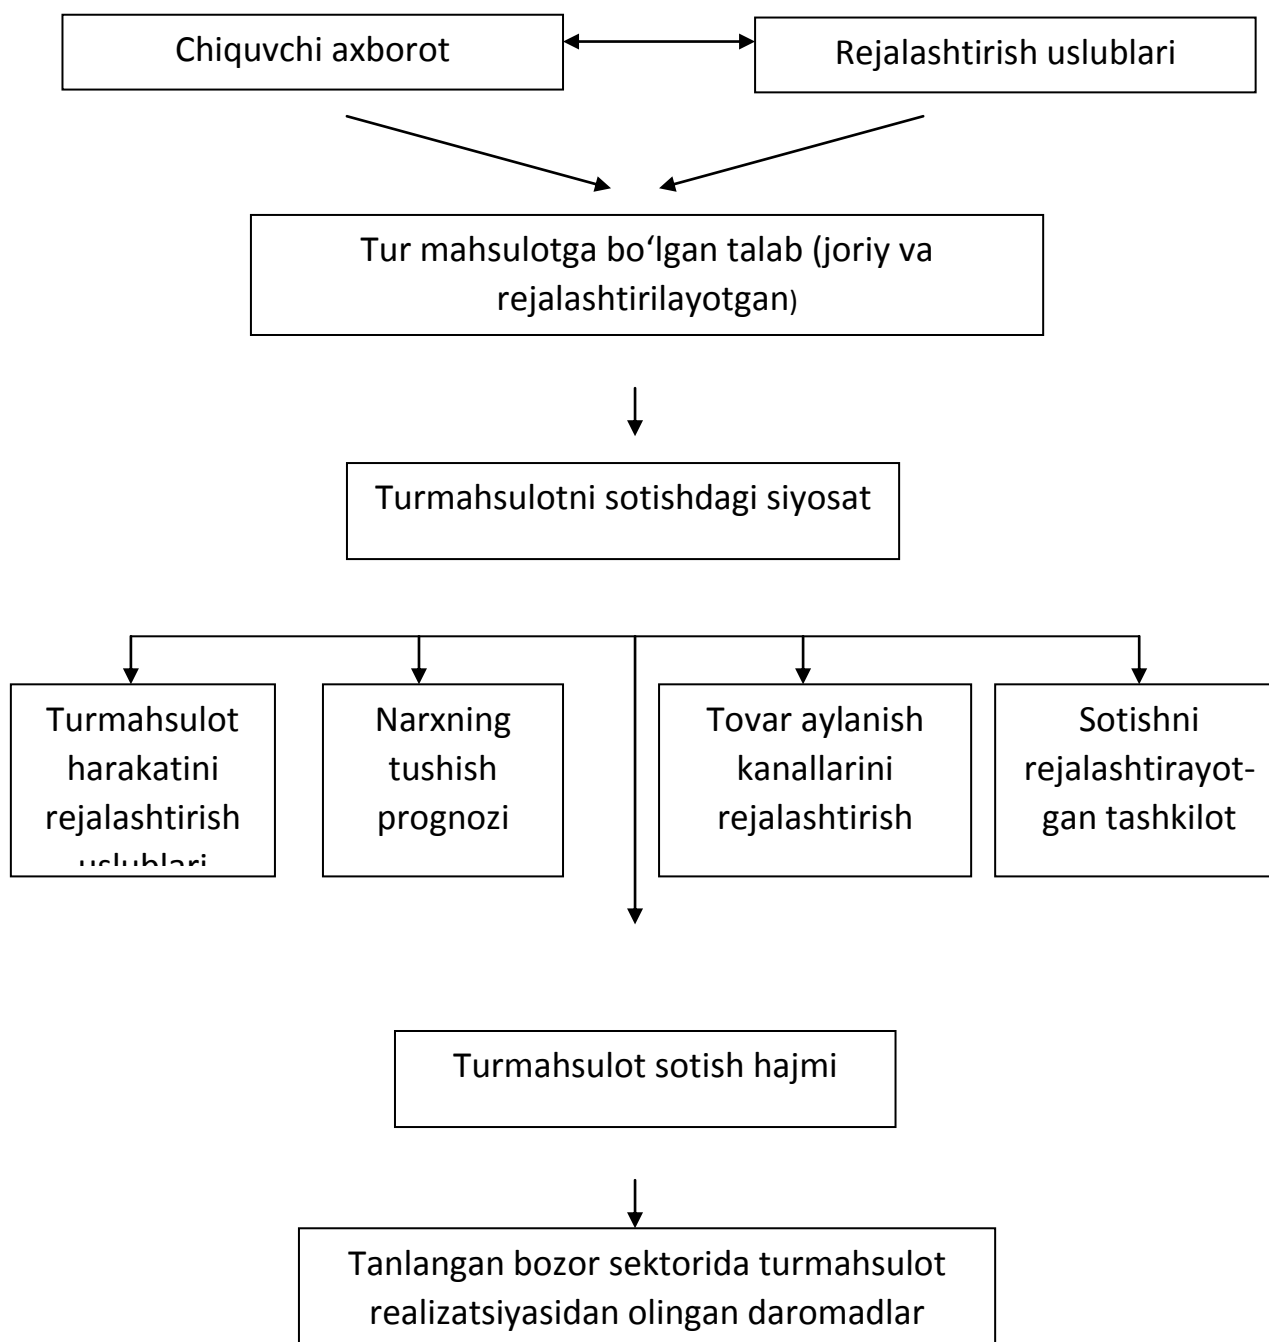 Chiquvchi axborot
Rejalashtirish uslublari
Tur mahsulotga bo‘lgan talab (joriy va
rejalashtirilayotgan)
Turmahsulotni sotishdagi siyosat
Turmahsulot
harakatini
rejalashtirish
uslublari
Narxning
tushish
prognozi
Tovar aylanish
kanallarini
rejalashtirish
Sotishni
rejalashtirayot-
gan tashkilot
Turmahsulot sotish hajmi
Tanlangan bozor sektorida turmahsulot
realizatsiyasidan olingan daromadlar